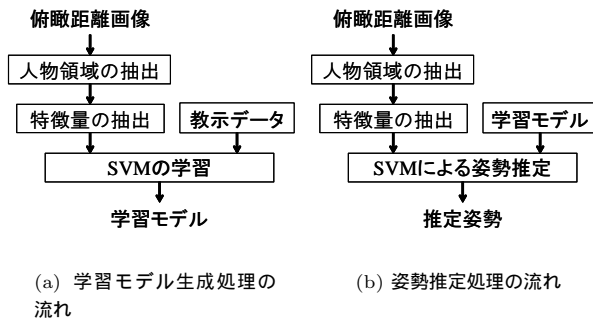 俯瞰距離画像
人物領域の抽出
特徴量の抽出
教示データ
SVMの学習
学習モデル
(a) 学習モデル生成処理の
流れ
俯瞰距離画像
人物領域の抽出
特徴量の抽出
学習モデル
SVMによる姿勢推定
推定姿勢
(b) 姿勢推定処理の流れ